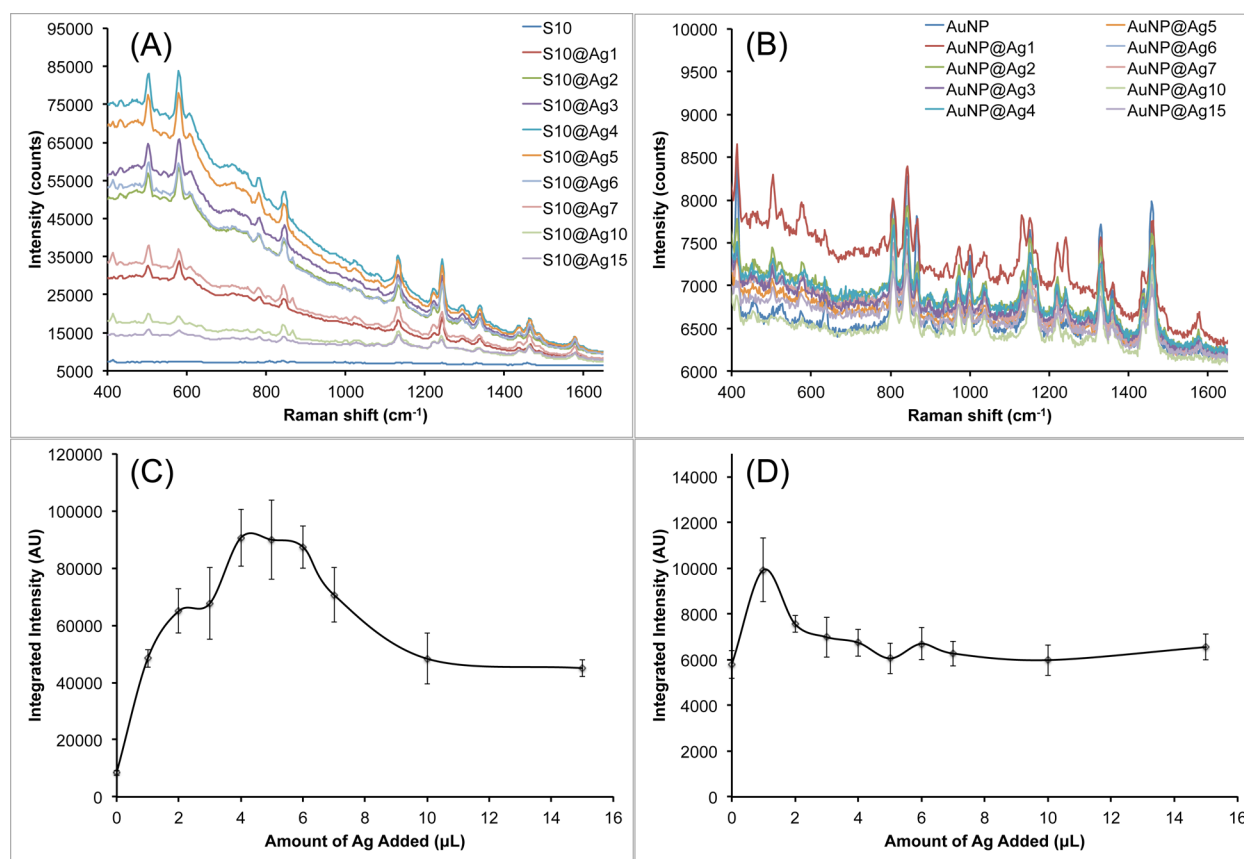 (A)
Intensity (counts)
95000
85000
75000
65000
55000
45000
35000
25000
15000
5000
400 600 800 1000 1200 1400 1600
Raman shift (cm-1)
S10
S10@Ag1
S10@Ag2
S10@Ag3
S10@Ag4
S10@Ag5
S10@Ag6
S10@Ag7
S10@Ag10
S10@Ag15
(B)
Intensity (counts)
10000
9500
9000
8500
8000
7500
7000
6500
6000
400 600 800 1000 1200 1400 1600
Raman shift (cm-1)
AuNP
AuNP@Ag1
AuNP@Ag2
AuNP@Ag3
AuNP@Ag4
AuNP@Ag5
AuNP@Ag6
AuNP@Ag7
AuNP@Ag10
AuNP@Ag15
(C)
Integrated Intensity (AU)
120000
100000
80000
60000
40000
20000
0
0 2 4 6 8 10 12 14 16
Amount of Ag Added (µL)
(D)
Integrated Intensity (AU)
14000
12000
10000
8000
6000
4000
2000
0
0 2 4 6 8 10 12 14 16
Amount of Ag Added (µL)